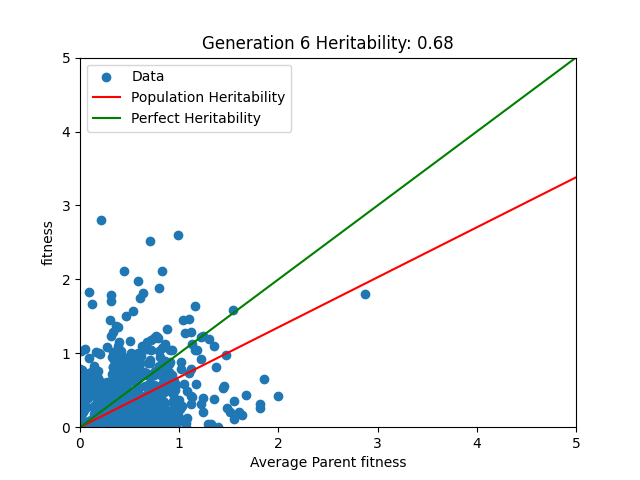 Generation 6 Heritability: 0.68
Data
Population Heritability
Perfect Heritability
fitness
5
4
3
2
1
0
0 1 2 3 4 5
Average Parent fitness